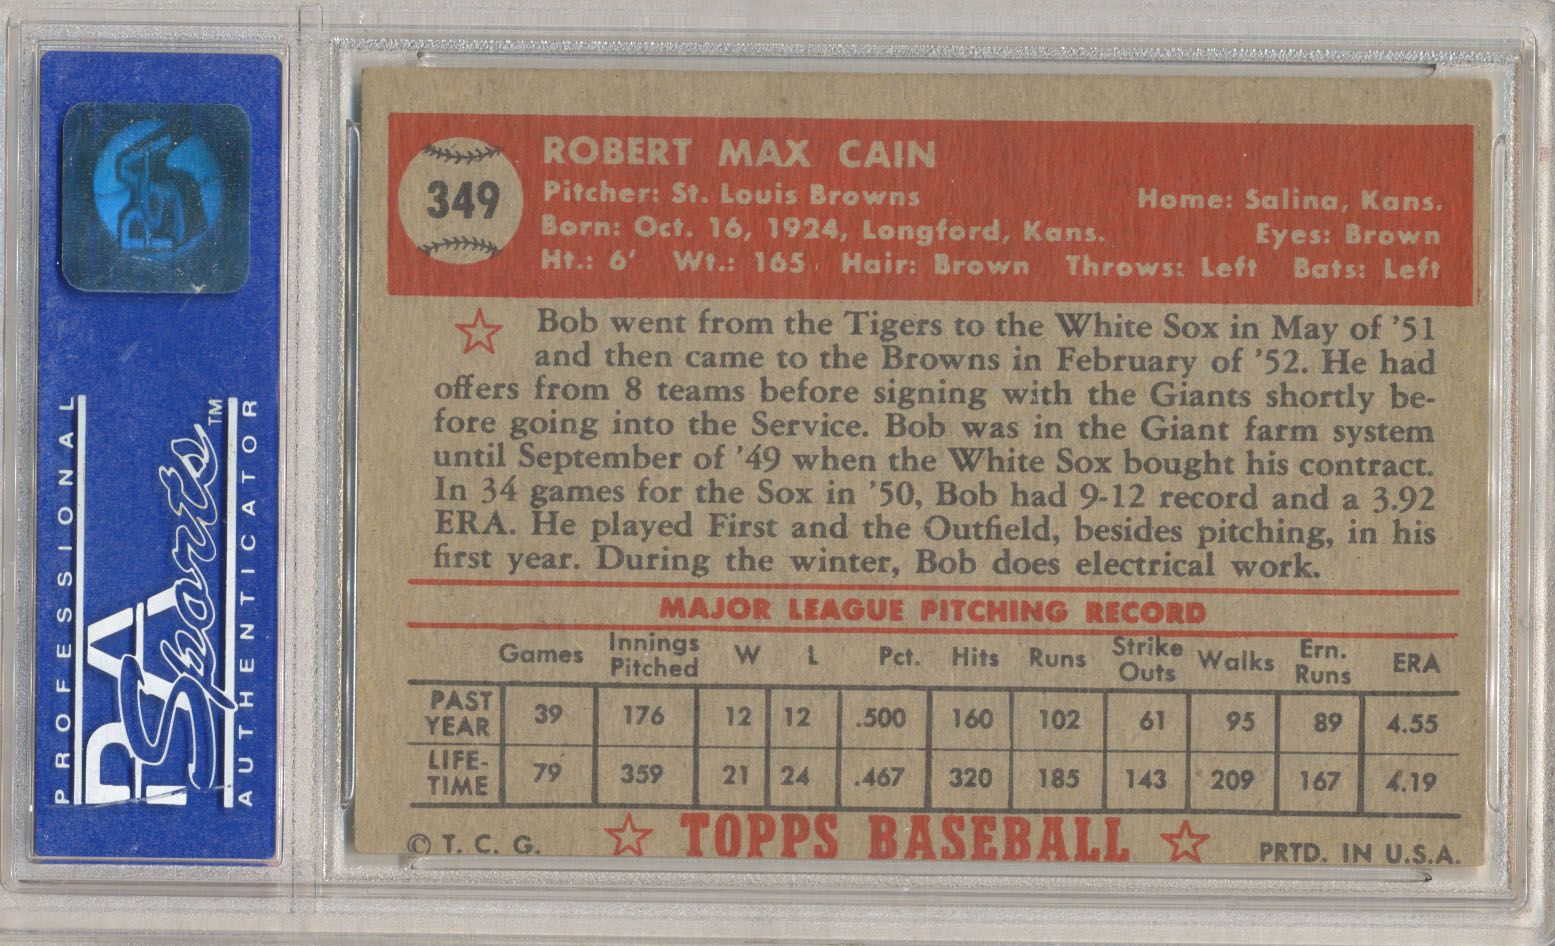 PSA
PROFESSIONAL
PSA
Sports™
AUTHENTICATOR
349
ROBERT MAX CAIN
Pitcher: St. Louis Browns Home: Salina, Kans.
Born: Oct. 16, 1924, Longford, Kans. Eyes: Brown
Ht.: 6' Wt.: 165 Hair: Brown Throws: Left Bats: Left
Bob went from the Tigers to the White Sox in May of '51
and then came to the Browns in February of '52. He had
offers from 8 teams before signing with the Giants shortly be-
fore going into the Service. Bob was in the Giant farm system
until September of '49 when the White Sox bought his contract.
In 34 games for the Sox in '50, Bob had 9-12 record and a 3.92
ERA. He played First and the Outfield, besides pitching, in his
first year. During the winter, Bob does electrical work.
MAJOR LEAGUE PITCHING RECORD
Games Innings Pitched W L Pct. Hits Runs Strike Outs Walks Ern. Runs ERA
PAST YEAR 39 176 12 12 .500 160 102 61 95 89 4.55
LIFE-TIME 79 359 21 24 .467 320 185 143 209 167 4.19
© T. C. G. TOPPS BASEBALL PRTD. IN U.S.A.